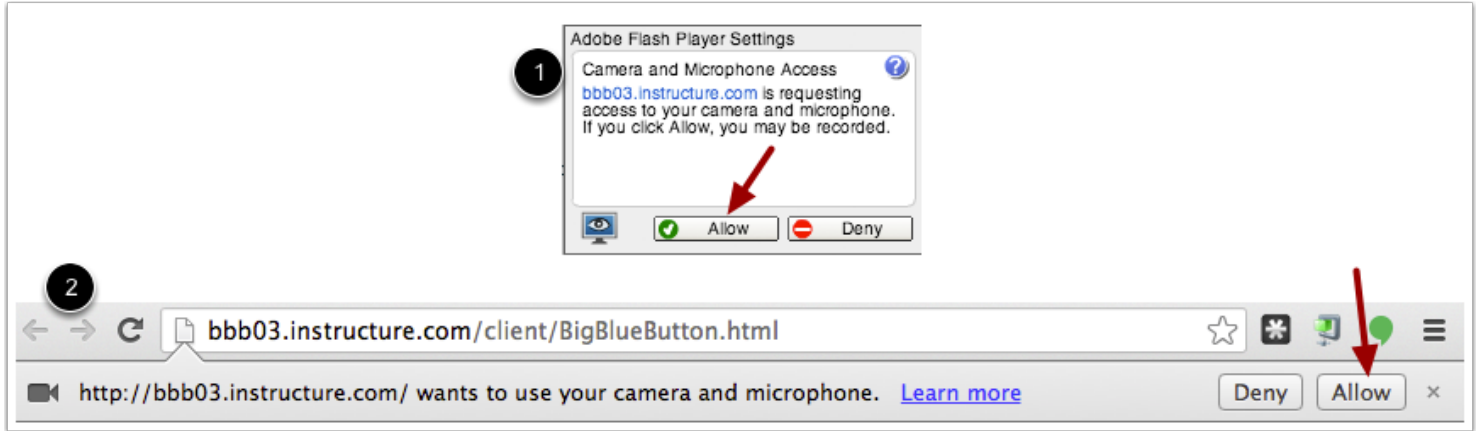 Adobe Flash Player Settings
1
Camera and Microphone Access
?
bbb03.instructure.com is requesting
access to your camera and microphone.
If you click Allow, you may be recorded.
Allow
Deny
2
bbb03.instructure.com/client/BigBlueButton.html
http://bbb03.instructure.com/ wants to use your camera and microphone. Learn more Deny Allow ×